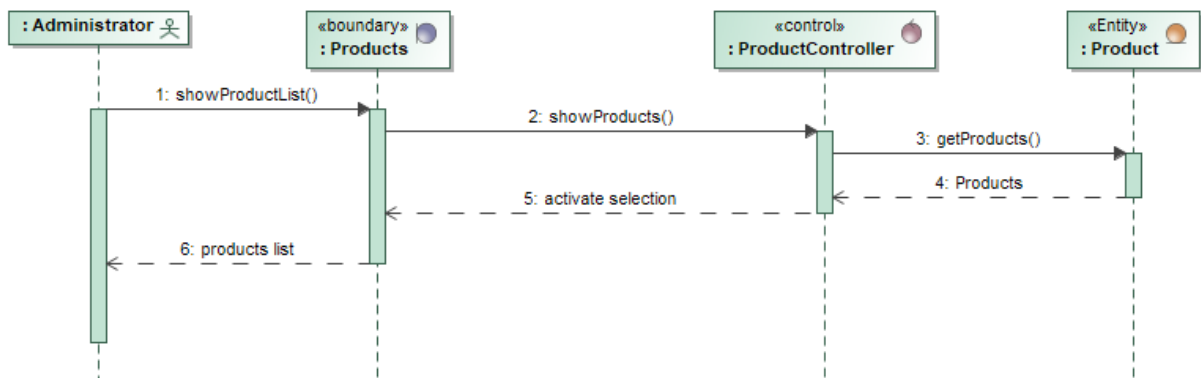 : Administrator
«boundary»
: Products
«control»
: ProductController
«Entity»
: Product
1: showProductList()
2: showProducts()
3: getProducts()
4: Products
5: activate selection
6: products list